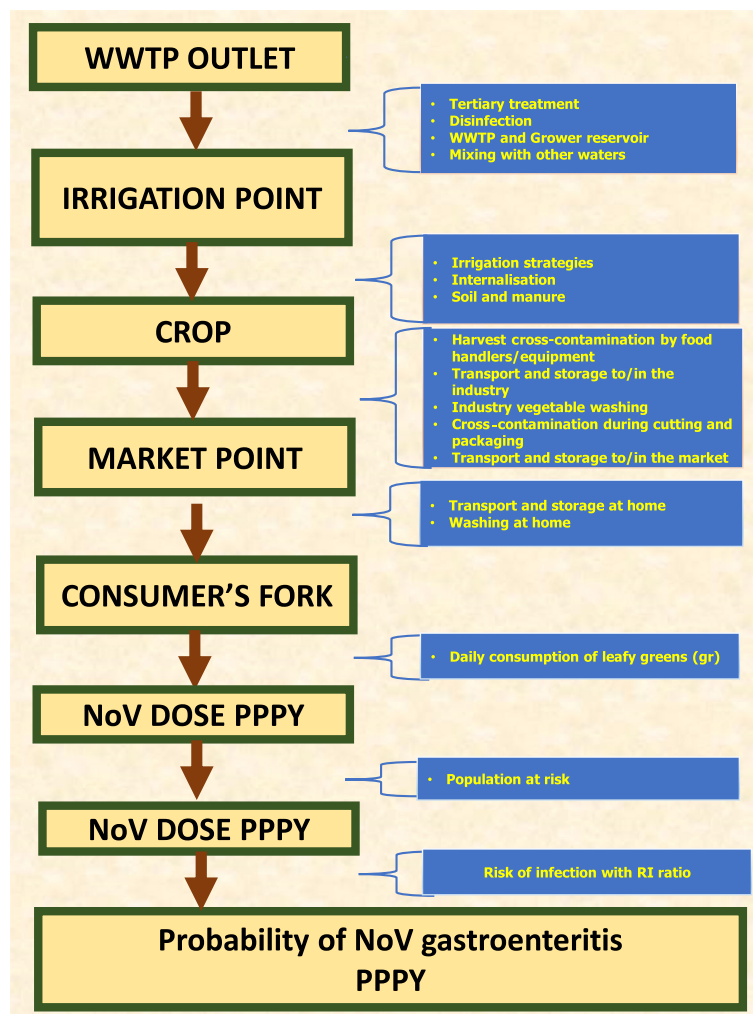 WWTP OUTLET
• Tertiary treatment
• Disinfection
• WWTP and Grower reservoir
• Mixing with other waters
IRRIGATION POINT
• Irrigation strategies
• Internalisation
• Soil and manure
CROP
• Harvest cross-contamination by food
handlers/equipment
• Transport and storage to/in the
industry
• Industry vegetable washing
• Cross-contamination during cutting and
packaging
• Transport and storage to/in the market
MARKET POINT
• Transport and storage at home
• Washing at home
CONSUMER’S FORK
• Daily consumption of leafy greens (gr)
NoV DOSE PPPY
• Population at risk
NoV DOSE PPPY
Risk of infection with RI ratio
Probability of NoV gastroenteritis
PPPY